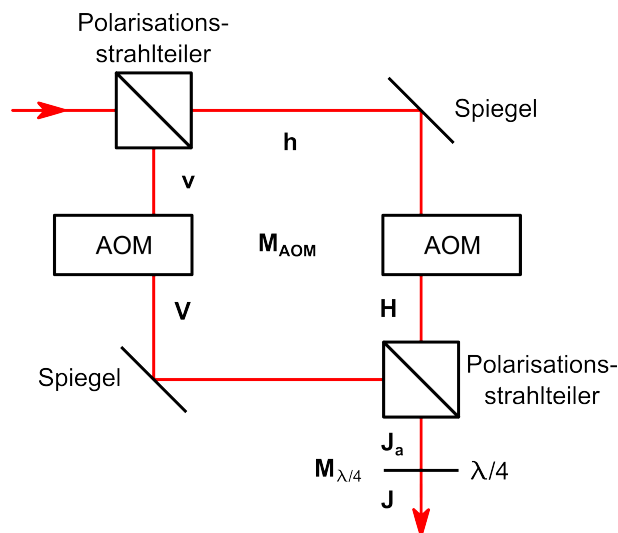 Polarisations-
strahlteiler
Spiegel
h
v
AOM
M_AOM
AOM
V
H
Spiegel
Polarisations-
strahlteiler
J_a
M_λ/4
λ/4
J